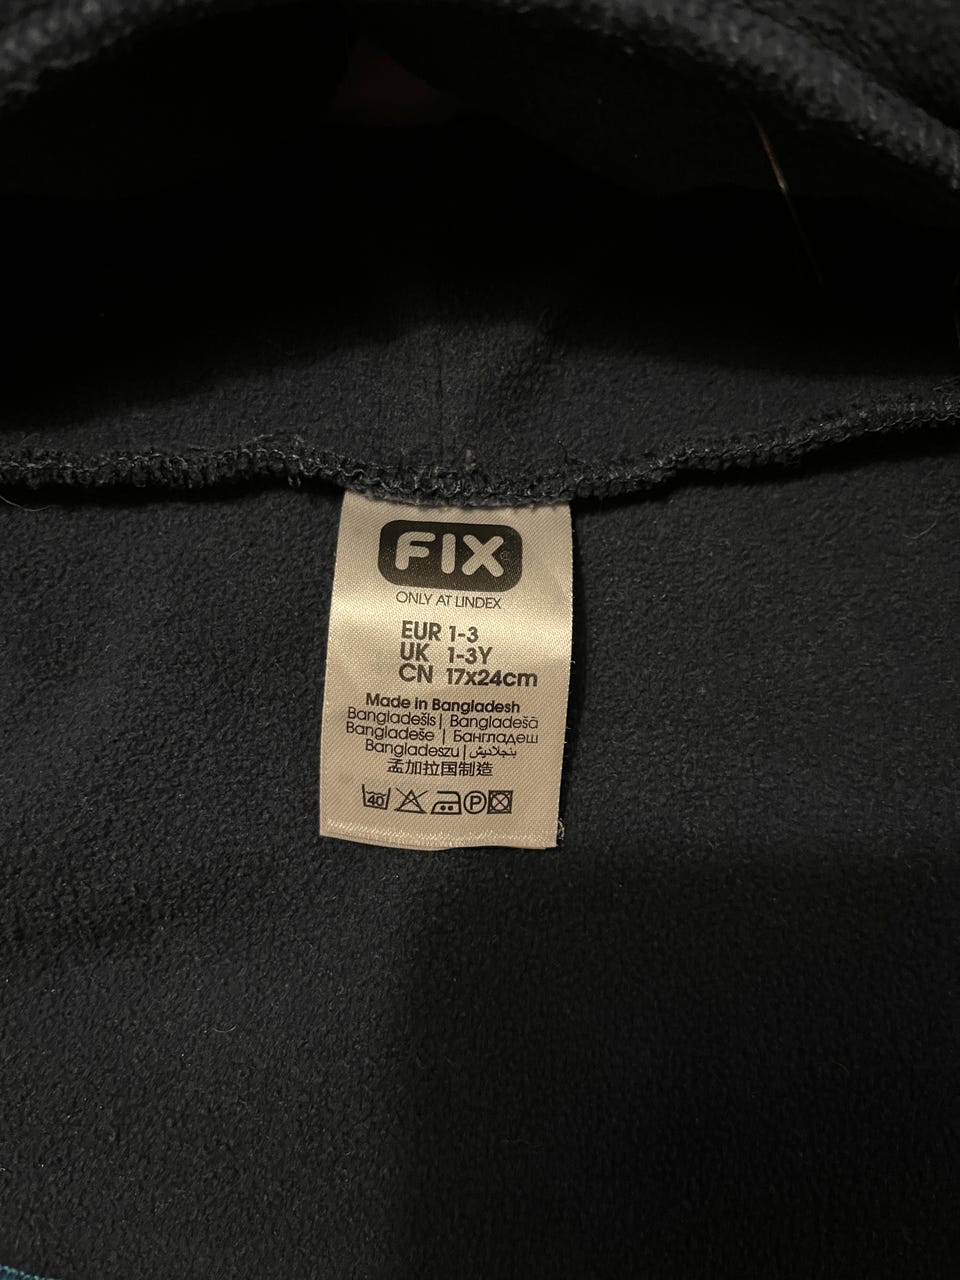 FIX®
ONLY AT LINDEX
EUR 1-3
UK 1-3Y
CN 17x24cm
Made in Bangladesh
Bangladešis | Bangladešā
Bangladeše | Бангладеш
Bangladeszu | بنجلاديش
孟加拉国制造
40 P